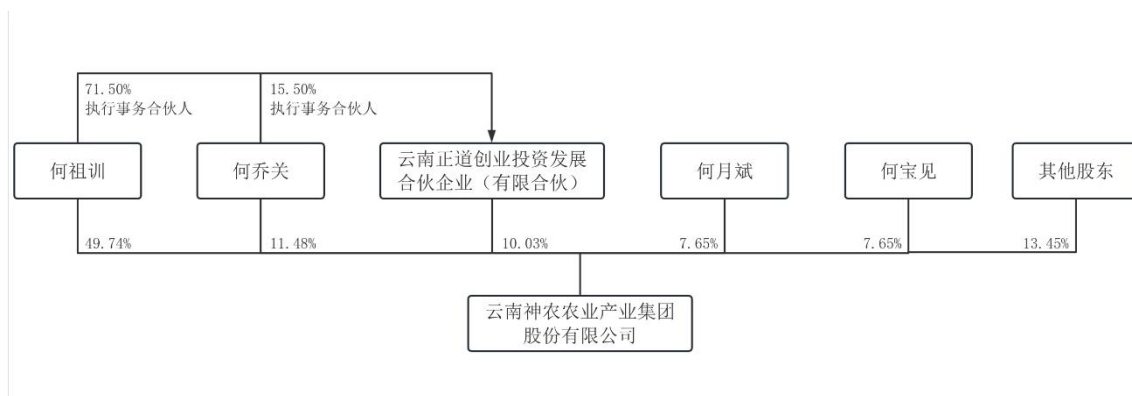 71.50%
执行事务合伙人
15.50%
执行事务合伙人
何祖训
何乔关
云南正道创业投资发展
合伙企业（有限合伙）
何月斌
何宝见
其他股东
49.74%
11.48%
10.03%
7.65%
7.65%
13.45%
云南神农农业产业集团
股份有限公司